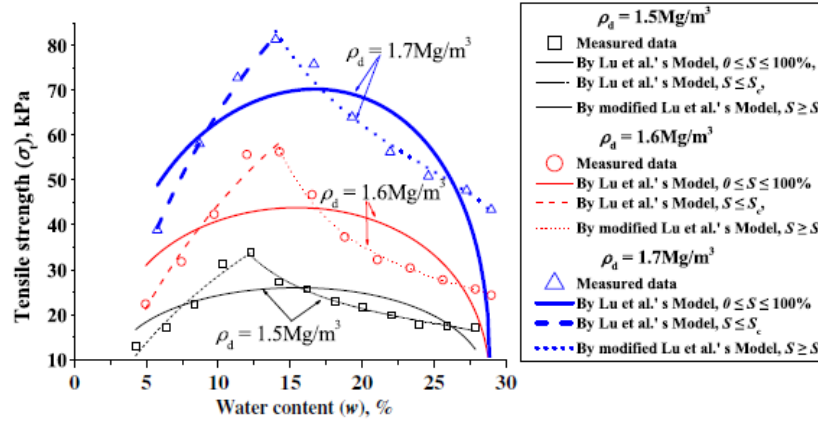 90
80
70
60
50
40
30
20
10
0
5
10
15
20
25
30
Tensile strength (σt), kPa
Water content (w), %
ρd = 1.7Mg/m³
ρd = 1.6Mg/m³
ρd = 1.5Mg/m³
ρd = 1.5Mg/m³
Measured data
By Lu et al.' s Model, θ ≤ S ≤ 100%,
By Lu et al.' s Model, S ≤ Sc,
By modified Lu et al.' s Model, S ≥ S
ρd = 1.6Mg/m³
Measured data
By Lu et al.' s Model, θ ≤ S ≤ 100%
By Lu et al.' s Model, S ≤ Sc,
By modified Lu et al.' s Model, S ≥ S
ρd = 1.7Mg/m³
Measured data
By Lu et al.' s Model, θ ≤ S ≤ 100%
By Lu et al.' s Model, S ≤ Sc
By modified Lu et al.' s Model, S ≥ S